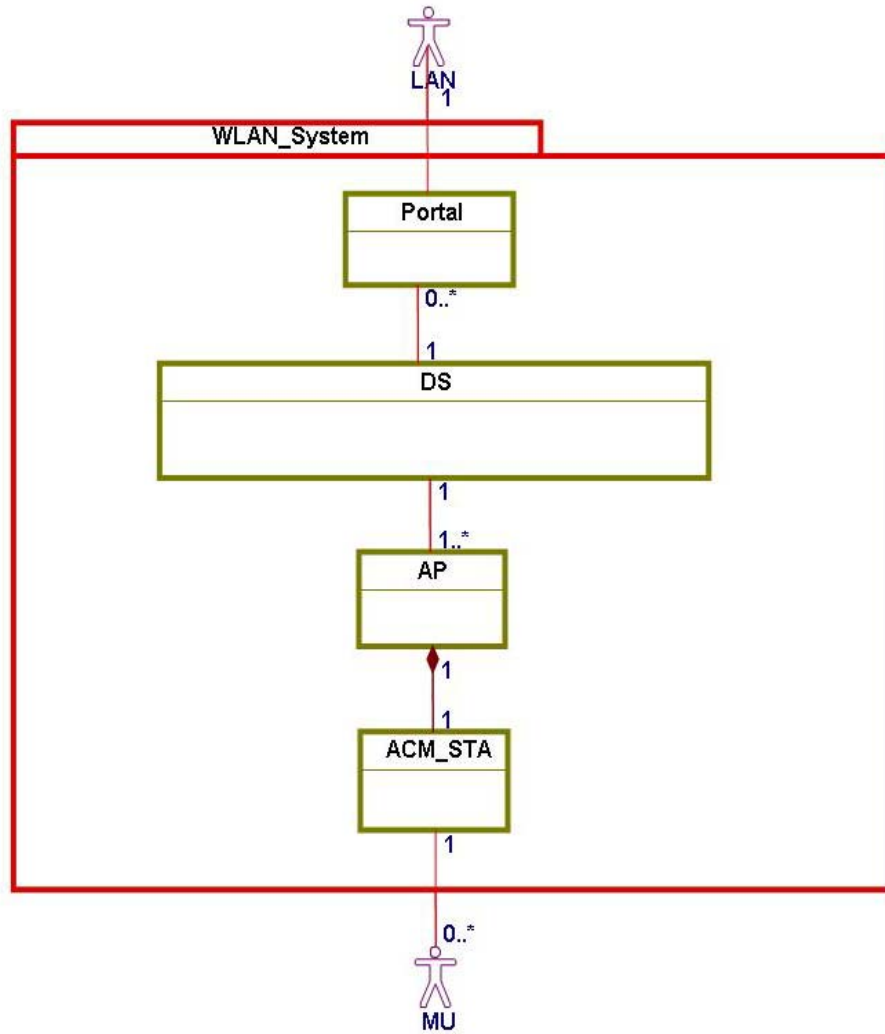 LAN
1
WLAN_System
Portal
0..*
1
DS
1
1..*
AP
1
1
ACM_STA
1
0..*
MU